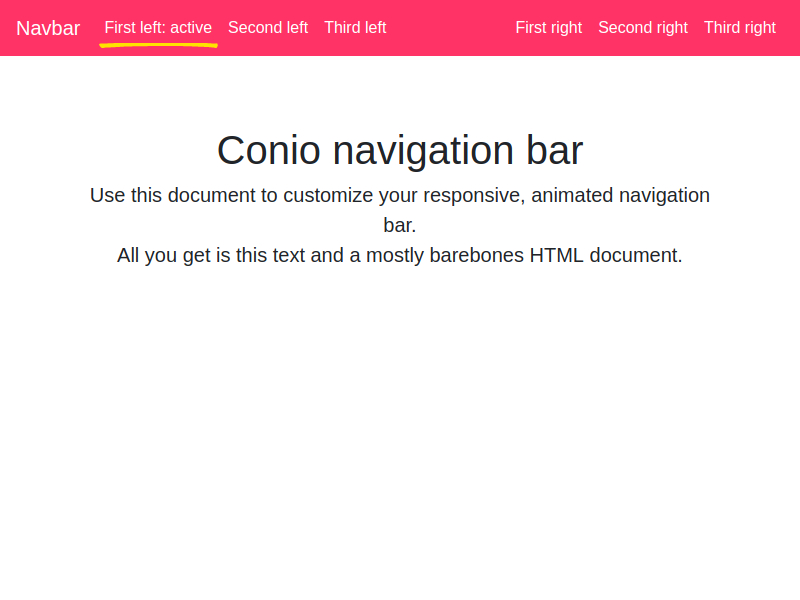 Navbar First left: active Second left Third left First right Second right Third right
Conio navigation bar
Use this document to customize your responsive, animated navigation
bar.
All you get is this text and a mostly barebones HTML document.